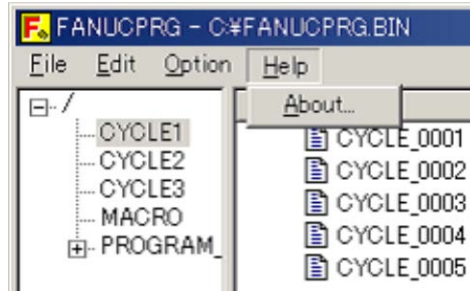 FANUCPRG - C:¥FANUCPRG.BIN
File Edit Option Help
About...
/
CYCLE1
CYCLE2
CYCLE3
MACRO
PROGRAM_
CYCLE_0001
CYCLE_0002
CYCLE_0003
CYCLE_0004
CYCLE_0005